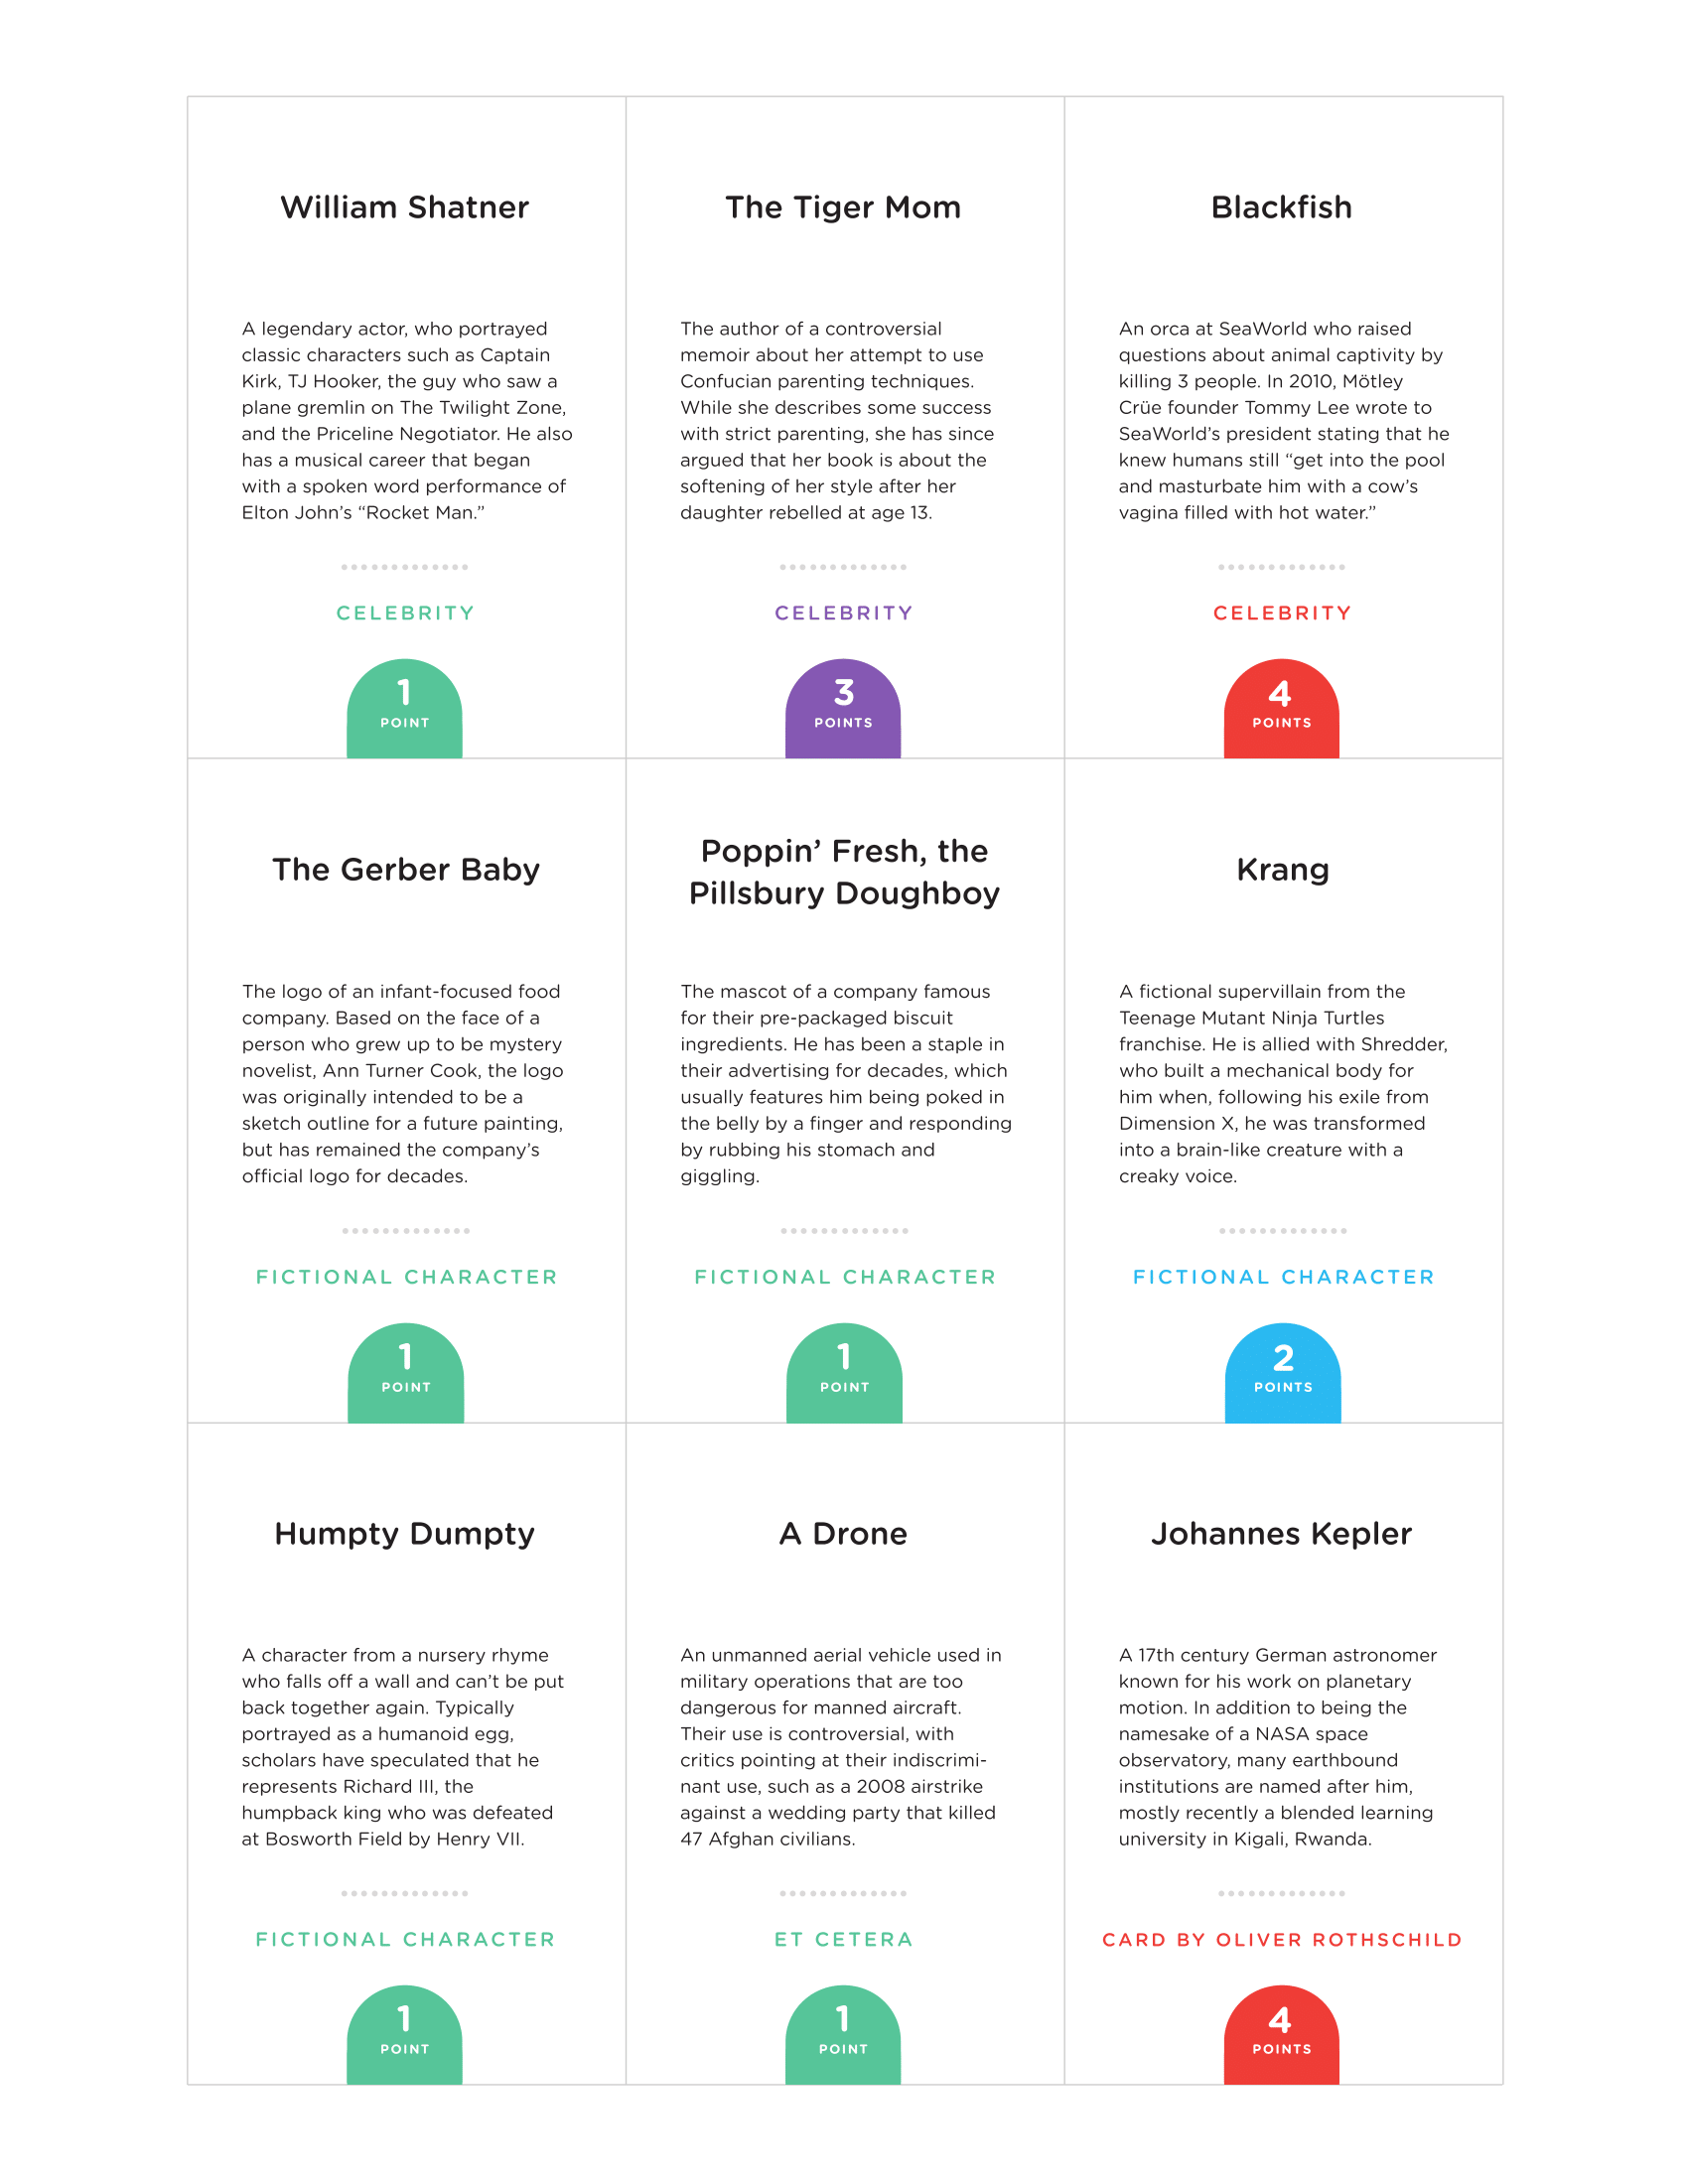 William Shatner
A legendary actor, who portrayed
classic characters such as Captain
Kirk, TJ Hooker, the guy who saw a
plane gremlin on The Twilight Zone,
and the Priceline Negotiator. He also
has a musical career that began
with a spoken word performance of
Elton John’s “Rocket Man.”
CELEBRITY
1
POINT
The Tiger Mom
The author of a controversial
memoir about her attempt to use
Confucian parenting techniques.
While she describes some success
with strict parenting, she has since
argued that her book is about the
softening of her style after her
daughter rebelled at age 13.
CELEBRITY
3
POINTS
Blackfish
An orca at SeaWorld who raised
questions about animal captivity by
killing 3 people. In 2010, Mötley
Crüe founder Tommy Lee wrote to
SeaWorld’s president stating that he
knew humans still “get into the pool
and masturbate him with a cow’s
vagina filled with hot water.”
CELEBRITY
4
POINTS
The Gerber Baby
The logo of an infant-focused food
company. Based on the face of a
person who grew up to be mystery
novelist, Ann Turner Cook, the logo
was originally intended to be a
sketch outline for a future painting,
but has remained the company’s
official logo for decades.
FICTIONAL CHARACTER
1
POINT
Poppin’ Fresh, the
Pillsbury Doughboy
The mascot of a company famous
for their pre-packaged biscuit
ingredients. He has been a staple in
their advertising for decades, which
usually features him being poked in
the belly by a finger and responding
by rubbing his stomach and
giggling.
FICTIONAL CHARACTER
1
POINT
Krang
A fictional supervillain from the
Teenage Mutant Ninja Turtles
franchise. He is allied with Shredder,
who built a mechanical body for
him when, following his exile from
Dimension X, he was transformed
into a brain-like creature with a
creaky voice.
FICTIONAL CHARACTER
2
POINTS
Humpty Dumpty
A character from a nursery rhyme
who falls off a wall and can’t be put
back together again. Typically
portrayed as a humanoid egg,
scholars have speculated that he
represents Richard III, the
humpback king who was defeated
at Bosworth Field by Henry VII.
FICTIONAL CHARACTER
1
POINT
A Drone
An unmanned aerial vehicle used in
military operations that are too
dangerous for manned aircraft.
Their use is controversial, with
critics pointing at their indiscrimi-
nant use, such as a 2008 airstrike
against a wedding party that killed
47 Afghan civilians.
ET CETERA
1
POINT
Johannes Kepler
A 17th century German astronomer
known for his work on planetary
motion. In addition to being the
namesake of a NASA space
observatory, many earthbound
institutions are named after him,
mostly recently a blended learning
university in Kigali, Rwanda.
CARD BY OLIVER ROTHSCHILD
4
POINTS